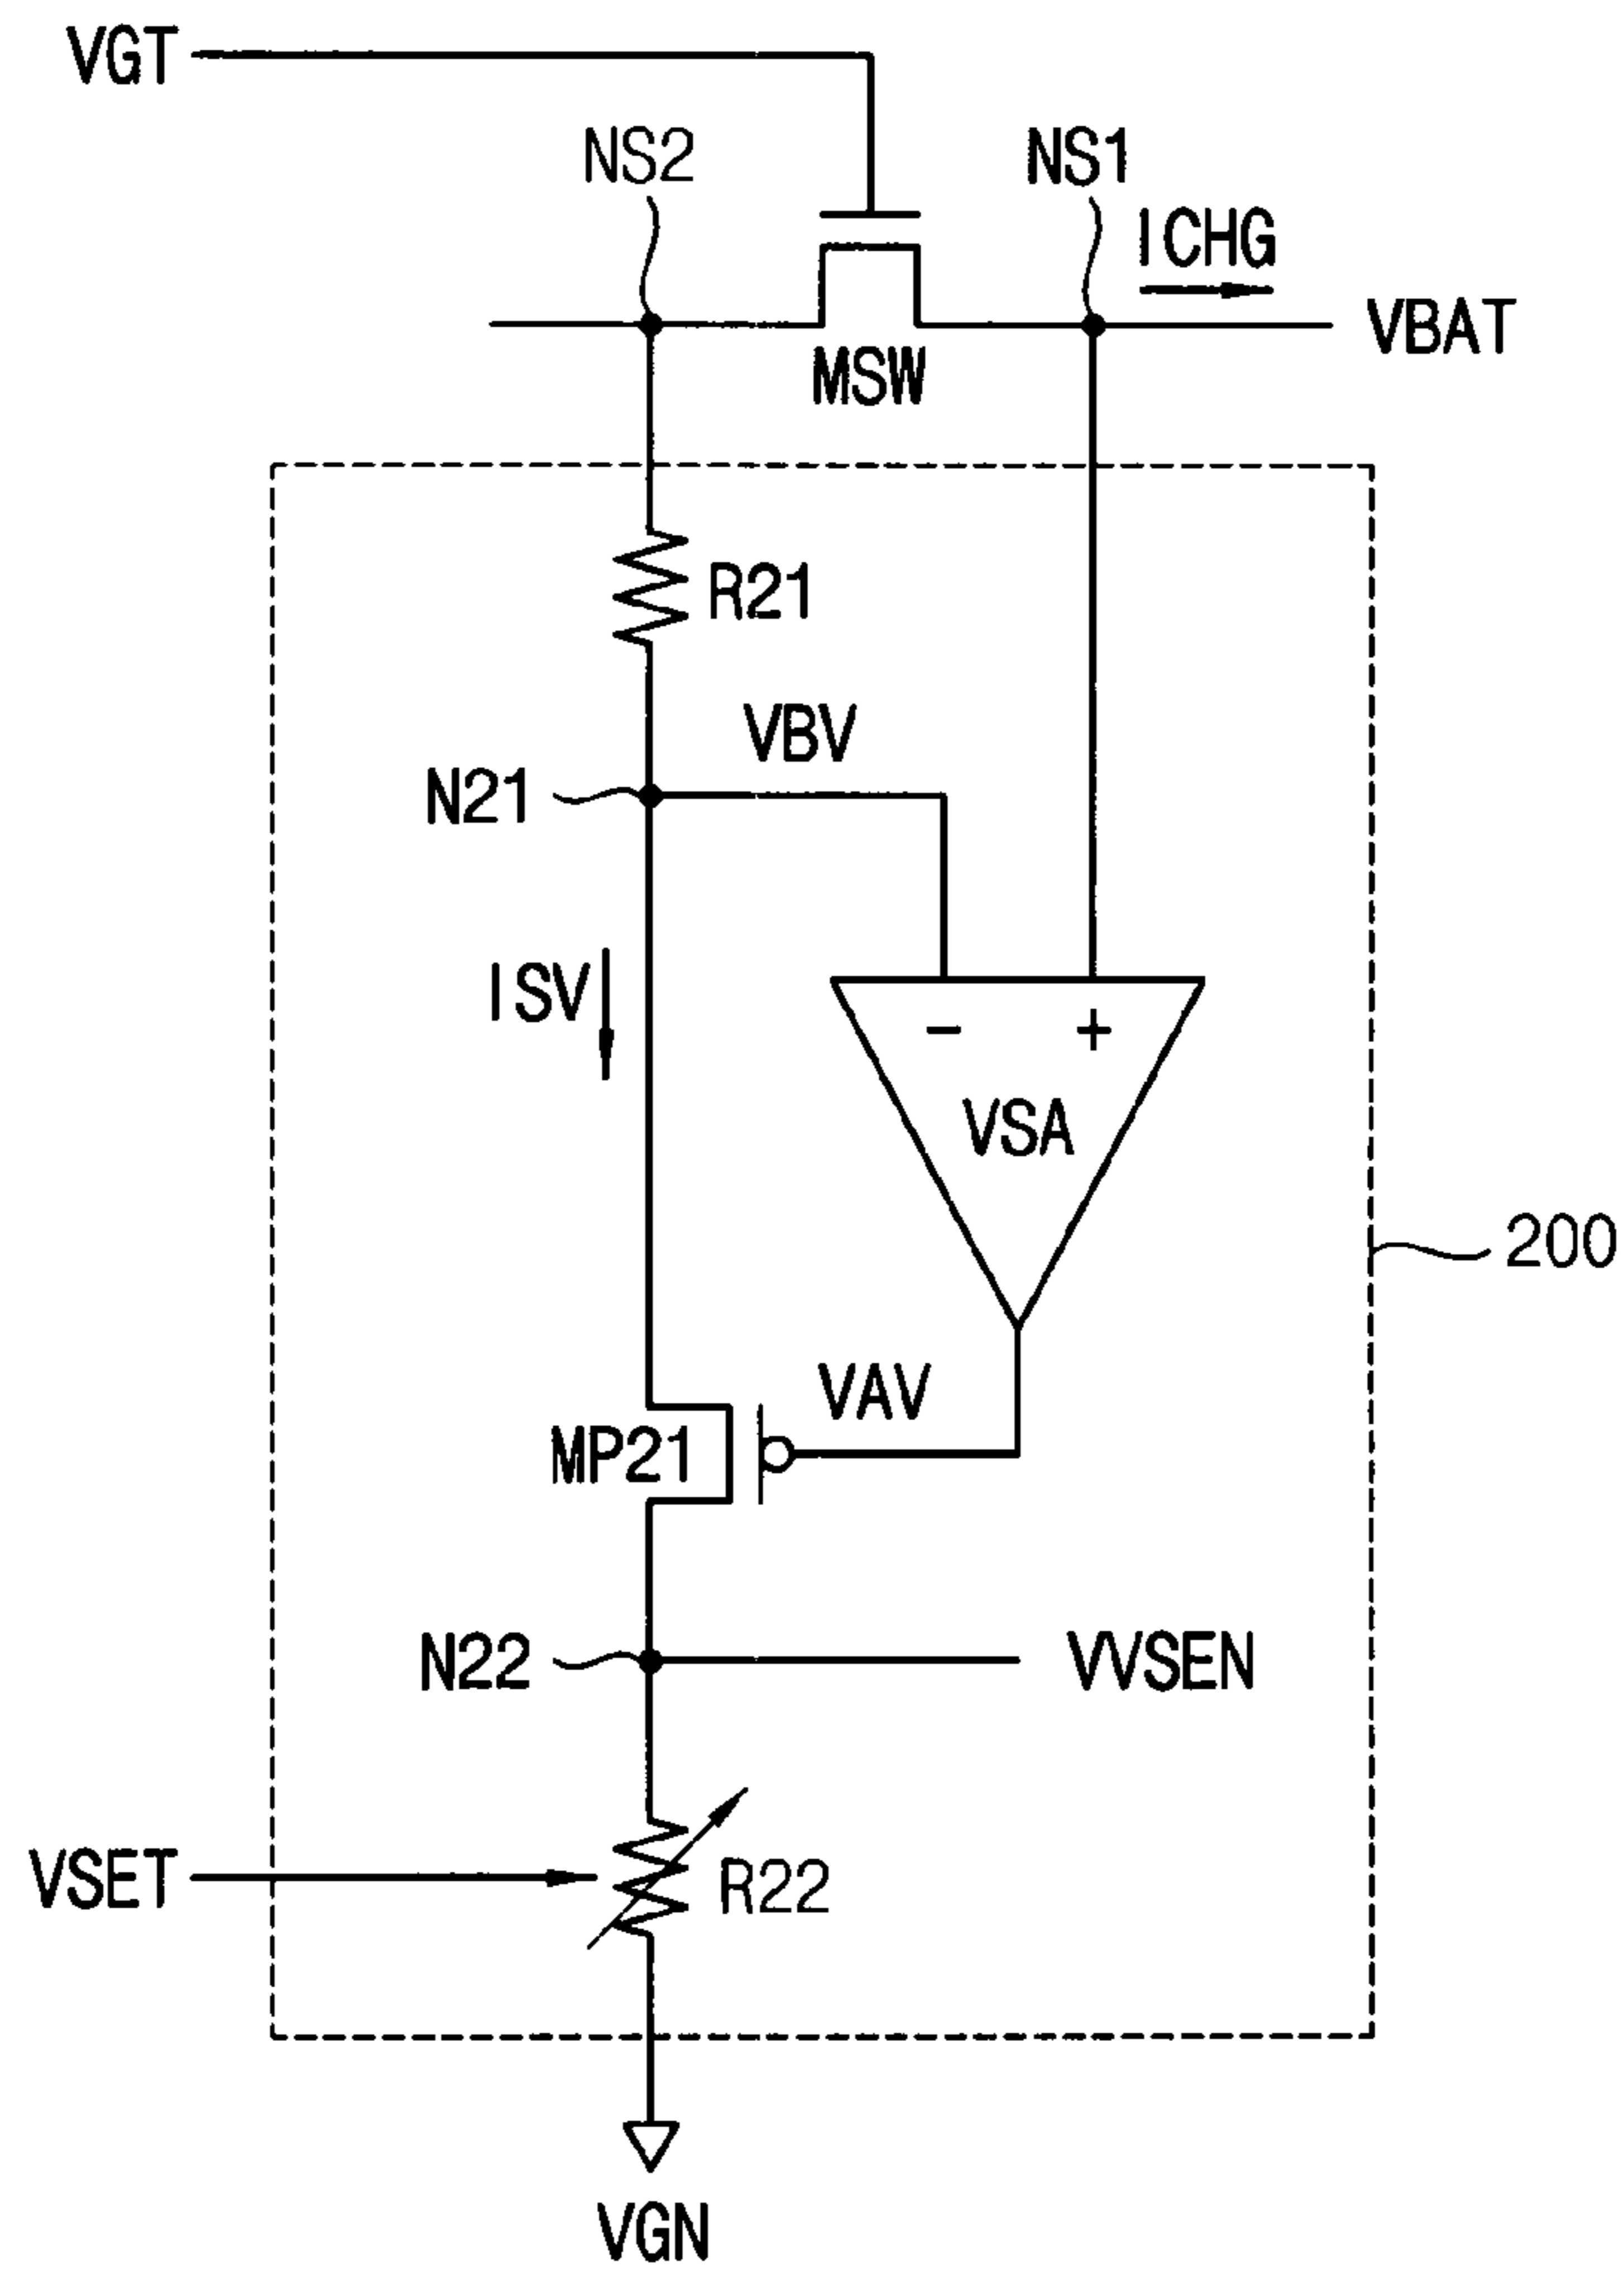 VGT
NS2
NS1
ICHG
VBAT
MSW
R21
VBV
N21
ISV
- +
VSA
200
VAV
MP21
N22
VVSEN
VSET
R22
VGN